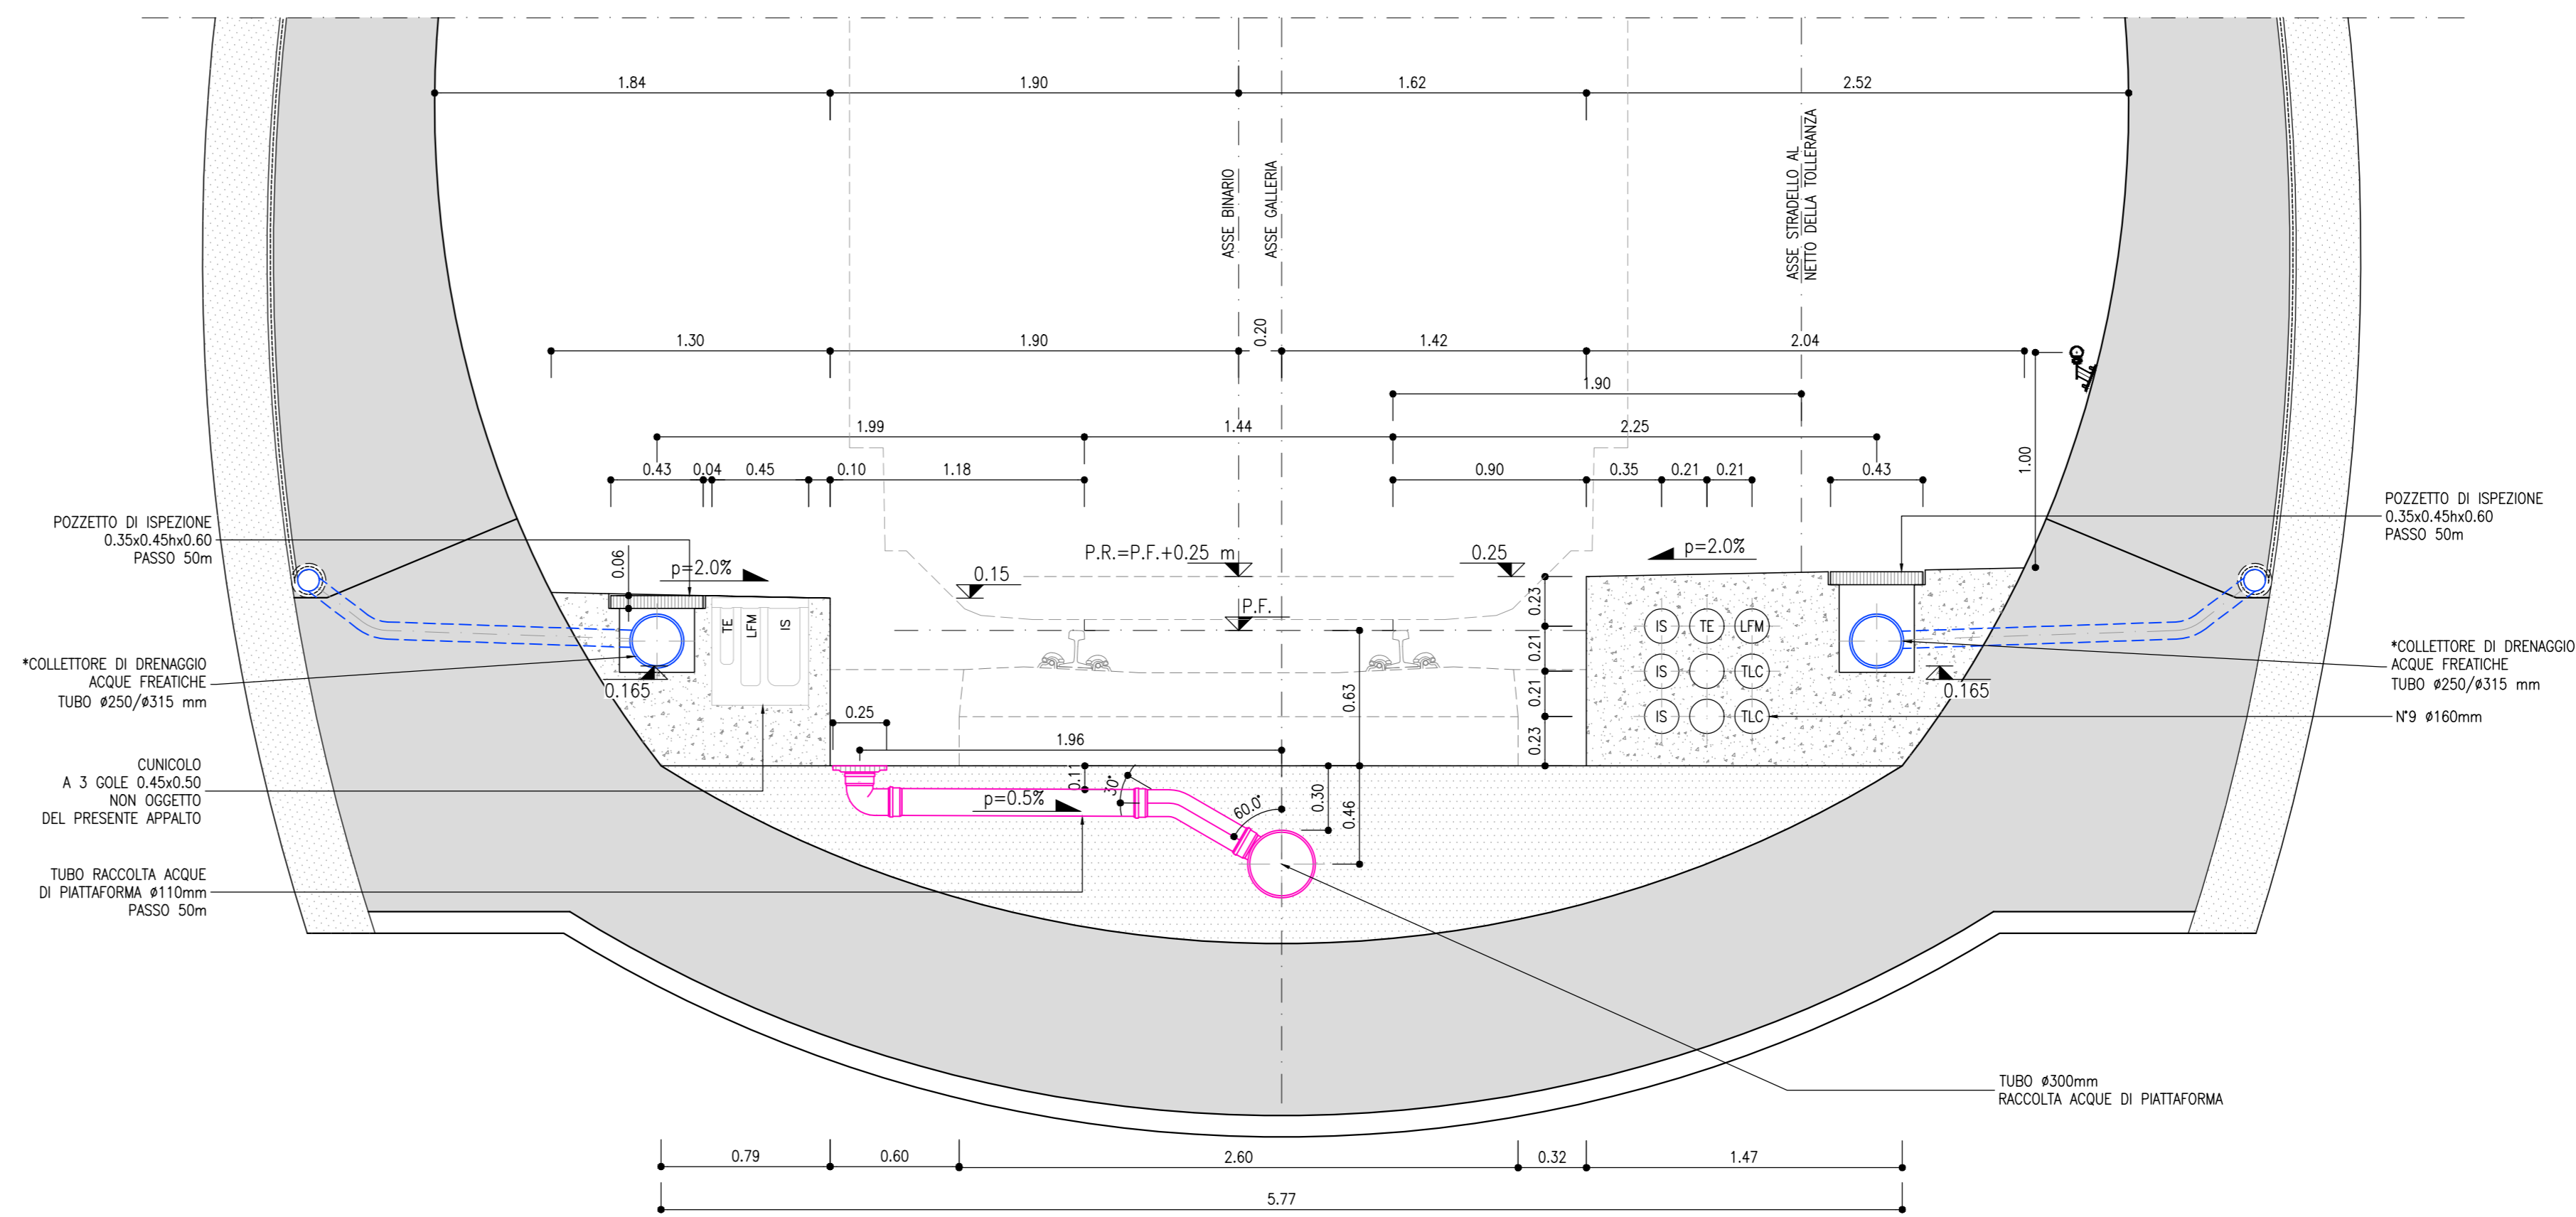 1.84
1.90
1.62
2.52
ASSE BINARIO
ASSE GALLERIA
ASSE STRADELLO AL
NETTO DELLA TOLLERANZA
1.30
1.90
0.20
1.42
2.04
1.90
1.99
1.44
2.25
1.00
0.43
0.04
0.45
0.10
1.18
0.90
0.35
0.21
0.21
0.43
POZZETTO DI ISPEZIONE
0.35x0.45hx0.60
PASSO 50m
POZZETTO DI ISPEZIONE
0.35x0.45hx0.60
PASSO 50m
0.06
p=2.0%
0.15
P.R.=P.F.+0.25 m
0.25
p=2.0%
P.F.
0.23
0.21
0.21
0.23
TE
LFM
IS
IS
TE
LFM
IS
TLC
IS
TLC
*COLLETTORE DI DRENAGGIO
ACQUE FREATICHE
TUBO ø250/ø315 mm
0.165
0.165
*COLLETTORE DI DRENAGGIO
ACQUE FREATICHE
TUBO ø250/ø315 mm
N°9 ø160mm
0.25
0.63
1.96
CUNICOLO
A 3 GOLE 0.45x0.50
NON OGGETTO
DEL PRESENTE APPALTO
0.11
30°
p=0.5%
60.0°
0.30
0.46
TUBO RACCOLTA ACQUE
DI PIATTAFORMA ø110mm
PASSO 50m
TUBO ø300mm
RACCOLTA ACQUE DI PIATTAFORMA
0.79
0.60
2.60
0.32
1.47
5.77